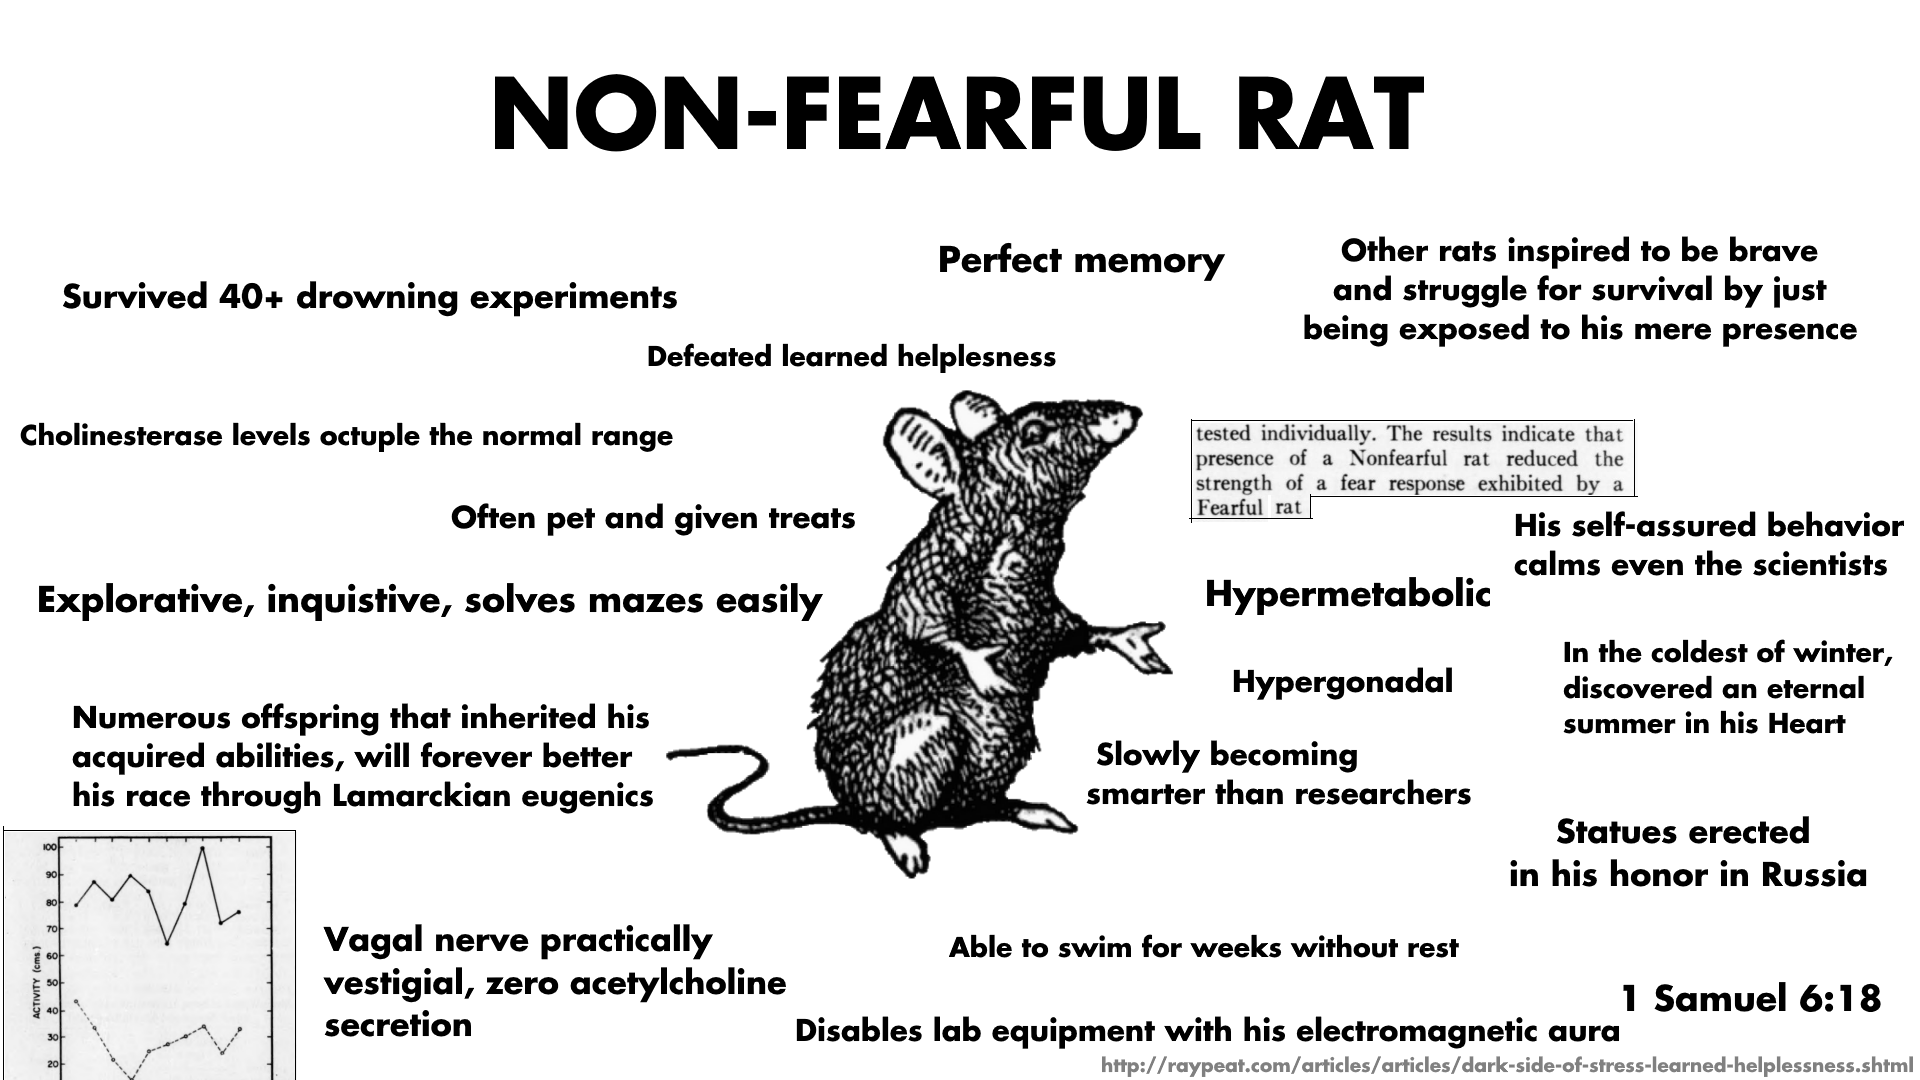 NON-FEARFUL RAT
Survived 40+ drowning experiments
Perfect memory
Other rats inspired to be brave
and struggle for survival by just
being exposed to his mere presence
Defeated learned helplesness
Cholinesterase levels octuple the normal range
tested individually. The results indicate that
presence of a Nonfearful rat reduced the
strength of a fear response exhibited by a
Fearful rat
Often pet and given treats
His self-assured behavior
calms even the scientists
Explorative, inquistive, solves mazes easily
Hypermetabolic
In the coldest of winter,
discovered an eternal
summer in his Heart
Hypergonadal
Numerous offspring that inherited his
acquired abilities, will forever better
his race through Lamarckian eugenics
Slowly becoming
smarter than researchers
Statues erected
in his honor in Russia
100
90
80
70
60
50
40
30
20
ACTIVITY (cms.)
Vagal nerve practically
vestigial, zero acetylcholine
secretion
Able to swim for weeks without rest
1 Samuel 6:18
Disables lab equipment with his electromagnetic aura
http://raypeat.com/articles/articles/dark-side-of-stress-learned-helplessness.shtml